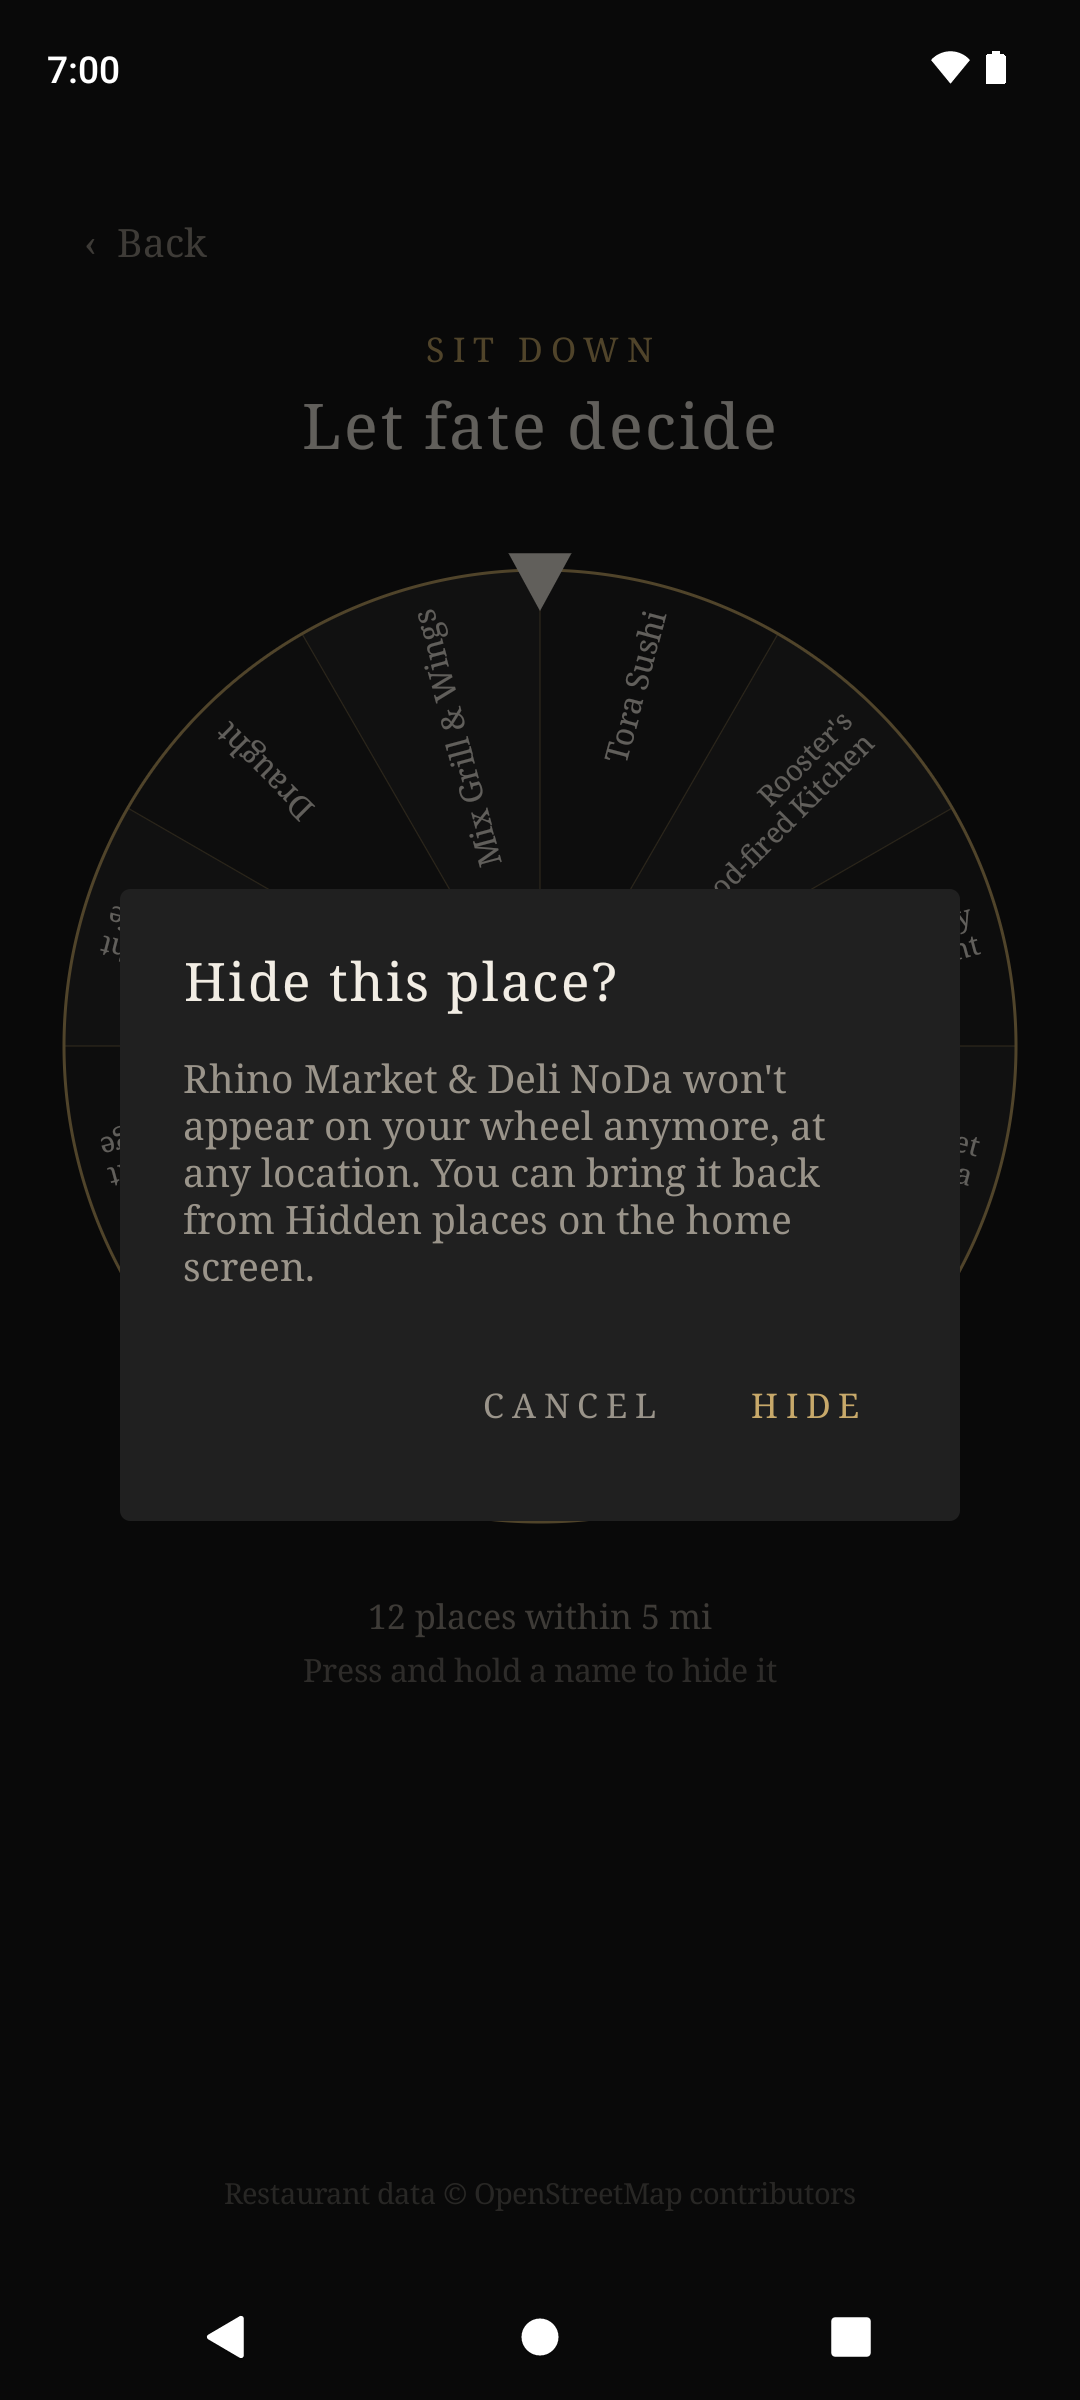 7:00
‹ Back
SIT DOWN
Let fate decide
Draught
Mix Grill & Wings
Tora Sushi
Rooster's
od-fired Kitchen
Hide this place?
Rhino Market & Deli NoDa won't
appear on your wheel anymore, at
any location. You can bring it back
from Hidden places on the home
screen.
CANCEL
HIDE
12 places within 5 mi
Press and hold a name to hide it
Restaurant data © OpenStreetMap contributors